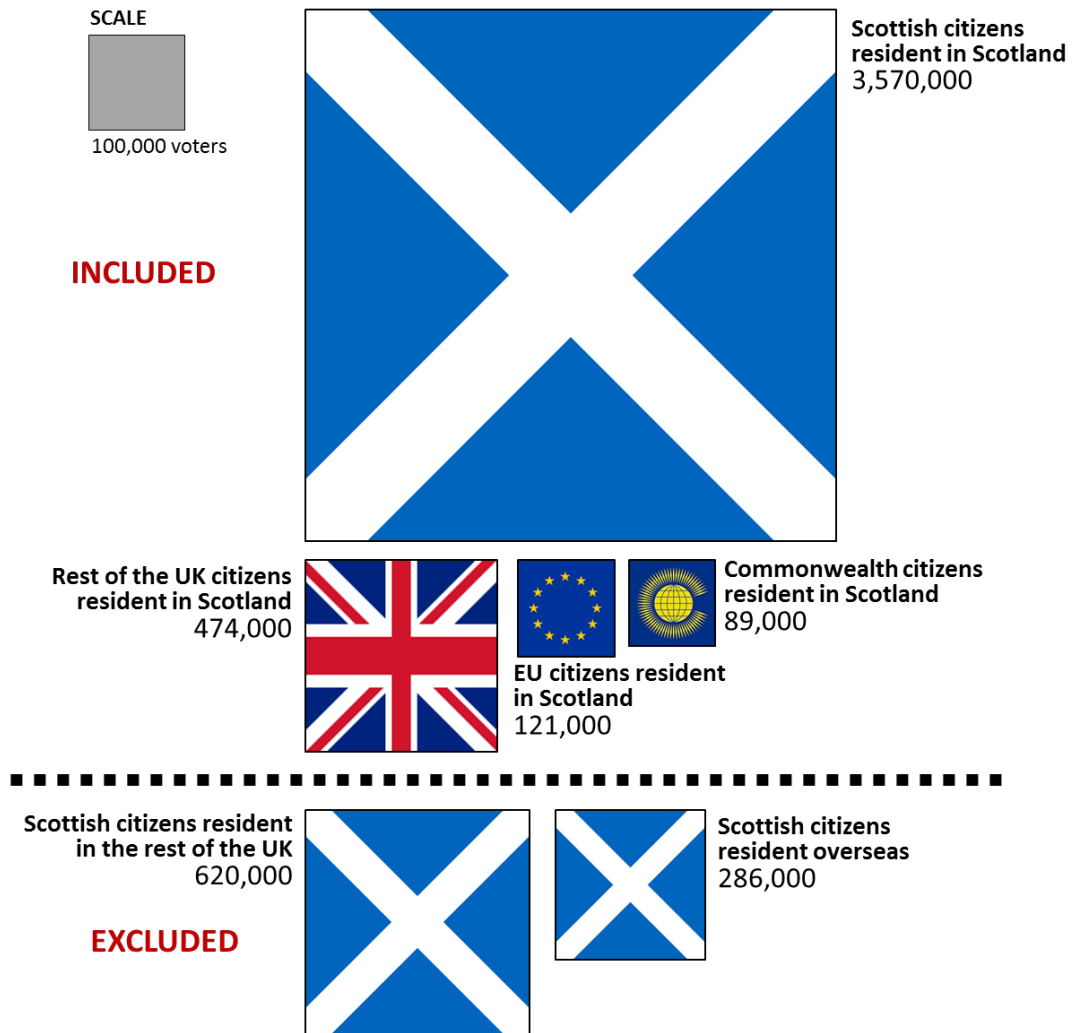 SCALE
100,000 voters
Scottish citizens
resident in Scotland
3,570,000
INCLUDED
Rest of the UK citizens
resident in Scotland
474,000
EU citizens resident
in Scotland
121,000
Commonwealth citizens
resident in Scotland
89,000
Scottish citizens resident
in the rest of the UK
620,000
Scottish citizens
resident overseas
286,000
EXCLUDED